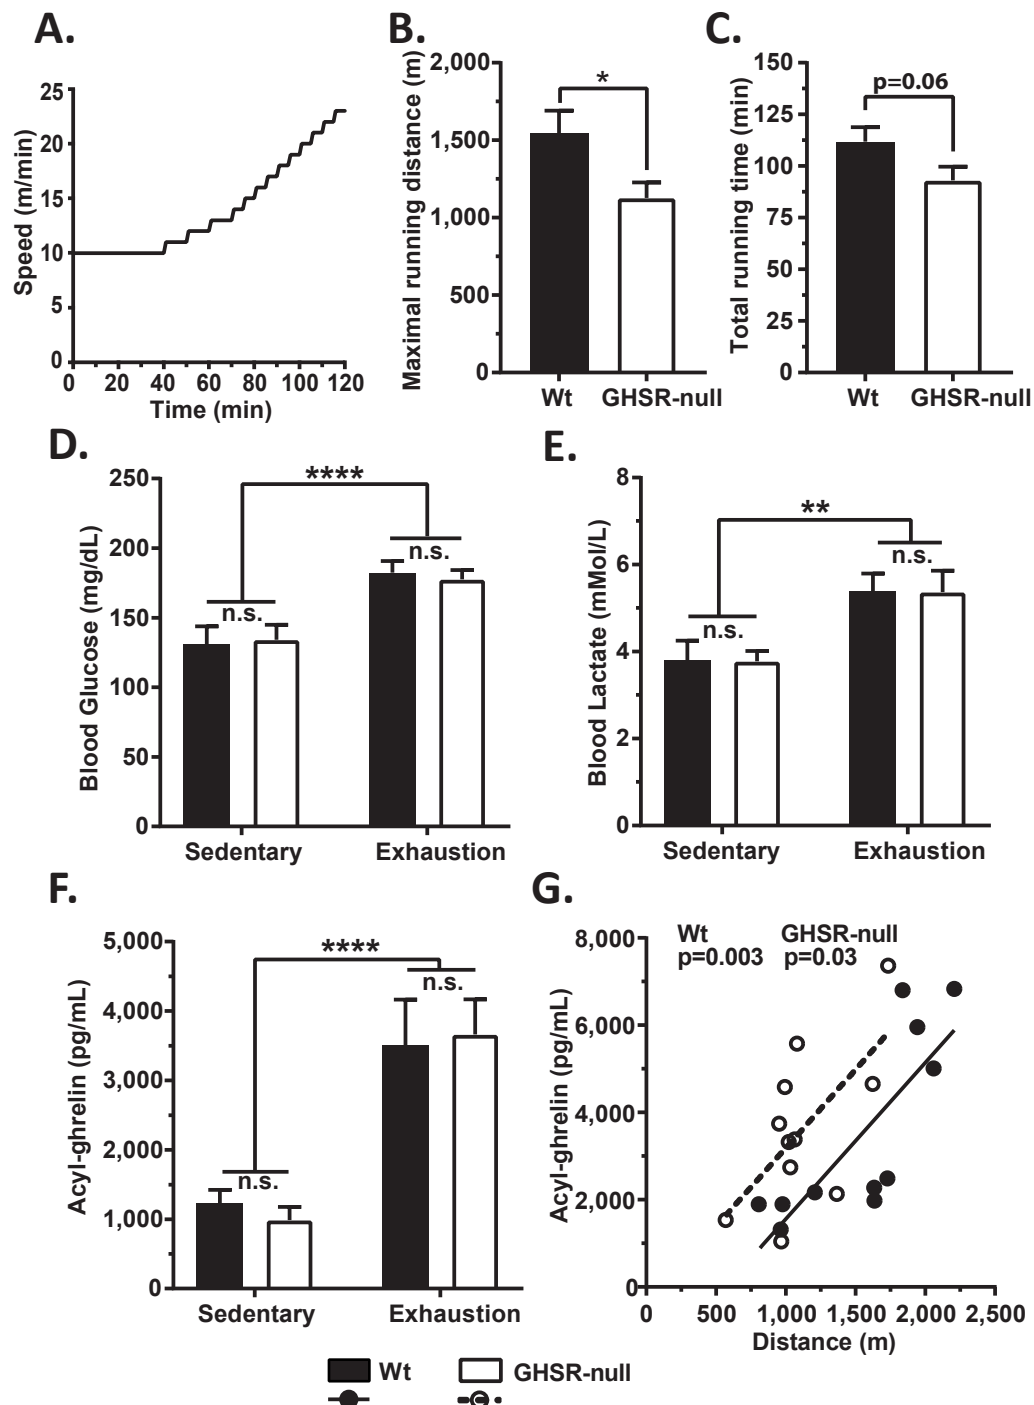 A.
Speed (m/min)
25
20
15
10
5
0
0 20 40 60 80 100 120
Time (min)
B.
Maximal running distance (m)
2,000
1,500
1,000
500
0
*
Wt GHSR-null
C.
Total running time (min)
150
125
100
75
50
25
0
p=0.06
Wt GHSR-null
D.
Blood Glucose (mg/dL)
250
200
150
100
50
0
****
n.s.
n.s.
Sedentary Exhaustion
E.
Blood Lactate (mMol/L)
8
6
4
2
0
**
n.s.
n.s.
Sedentary Exhaustion
F.
Acyl-ghrelin (pg/mL)
5,000
4,000
3,000
2,000
1,000
0
****
n.s.
n.s.
Sedentary Exhaustion
G.
Acyl-ghrelin (pg/mL)
8,000
6,000
4,000
2,000
0
Wt GHSR-null
p=0.003 p=0.03
0 500 1,000 1,500 2,000 2,500
Distance (m)
Wt GHSR-null